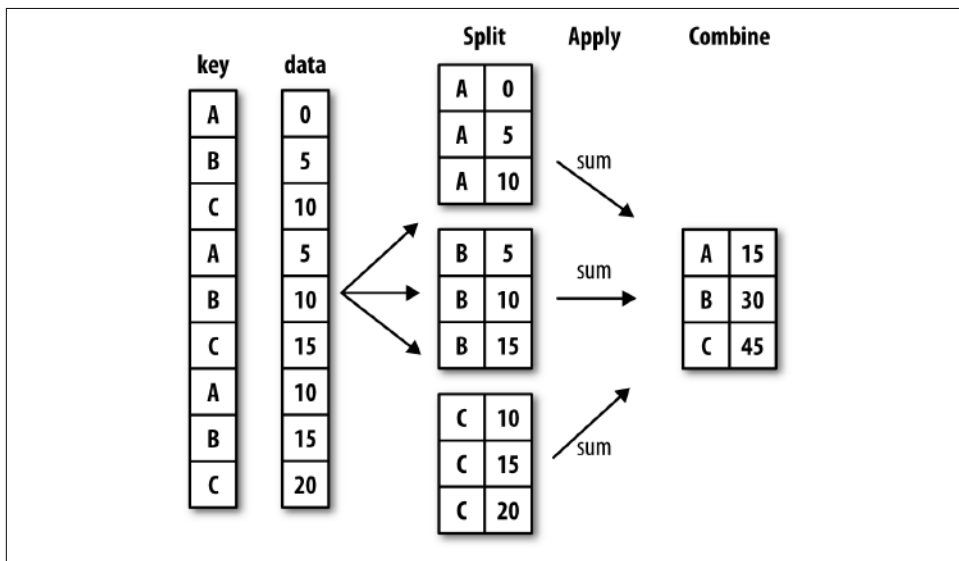 Split Apply Combine
key data
A 0
B 5
C 10
A 5
B 10
C 15
A 10
B 15
C 20
A 0
A 5
A 10
B 5
B 10
B 15
C 10
C 15
C 20
sum
sum
sum
A 15
B 30
C 45